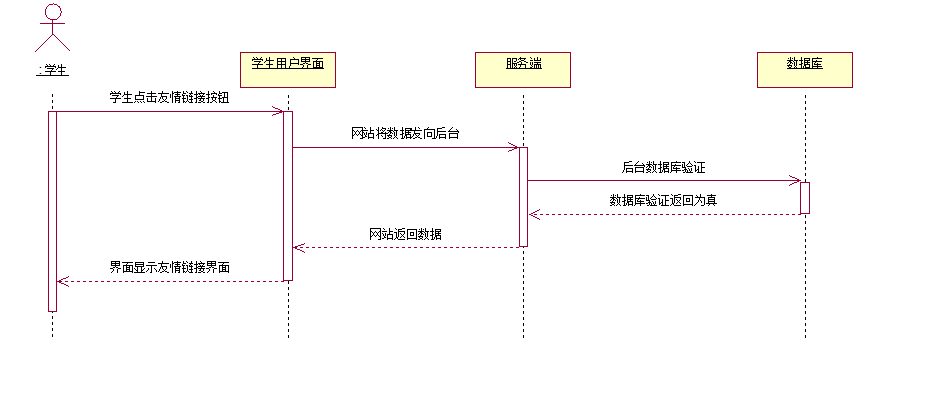 : 学生
学生用户界面
服务端
数据库
学生点击友情链接按钮
网站将数据发向后台
后台数据库验证
数据库验证返回为真
网站返回数据
界面显示友情链接界面